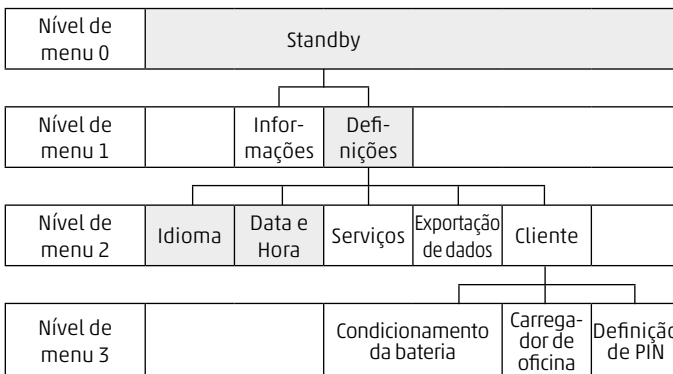 Nível de
menu 0
Standby
Nível de
menu 1
Infor-
mações
Defi-
nições
Nível de
menu 2
Idioma
Data e
Hora
Serviços
Exportação
de dados
Cliente
Nível de
menu 3
Condicionamento
da bateria
Carrega-
dor de
oficina
Definição
de PIN